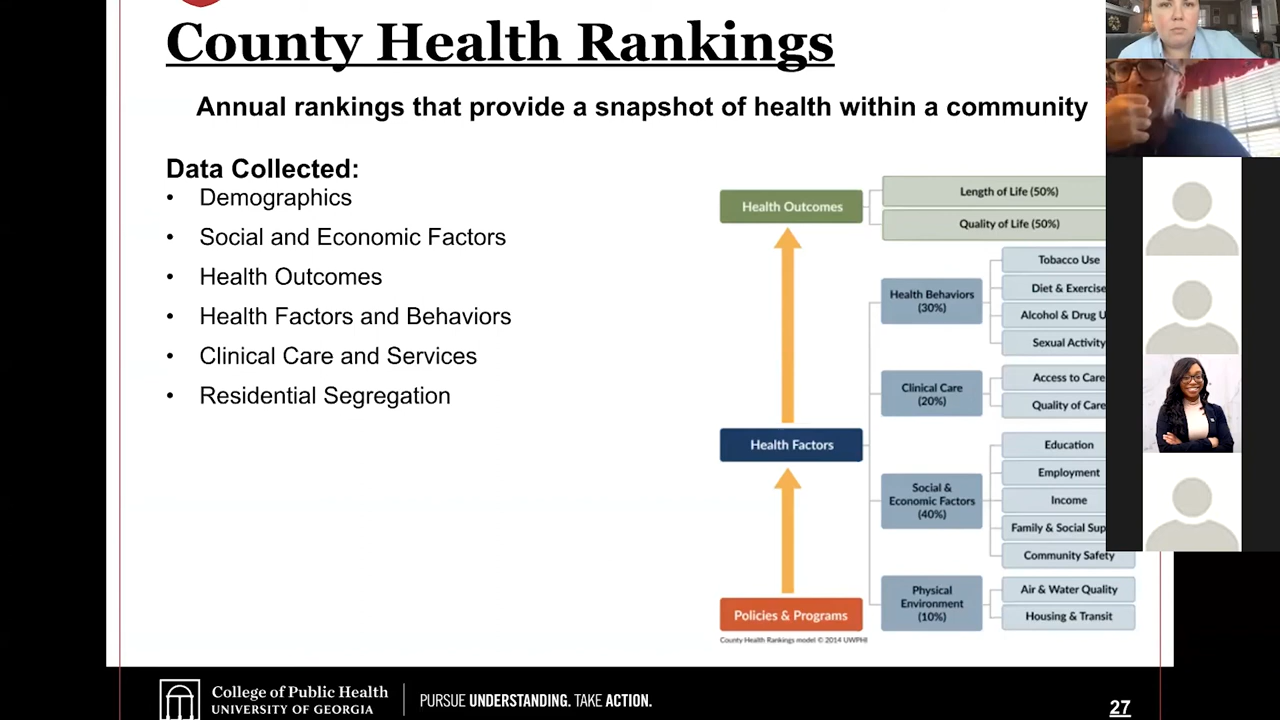 County Health Rankings
Annual rankings that provide a snapshot of health within a community
Data Collected:
• Demographics
• Social and Economic Factors
• Health Outcomes
• Health Factors and Behaviors
• Clinical Care and Services
• Residential Segregation
Health Outcomes
Length of Life (50%)
Quality of Life (50%)
Health Behaviors
(30%)
Tobacco Use
Diet & Exercise
Alcohol & Drug U
Sexual Activity
Clinical Care
(20%)
Access to Care
Quality of Care
Health Factors
Social &
Economic Factors
(40%)
Education
Employment
Income
Family & Social Sup
Community Safety
Physical
Environment
(10%)
Air & Water Quality
Housing & Transit
Policies & Programs
County Health Rankings model © 2014 UWPHI
College of Public Health
UNIVERSITY OF GEORGIA
PURSUE UNDERSTANDING. TAKE ACTION.
27